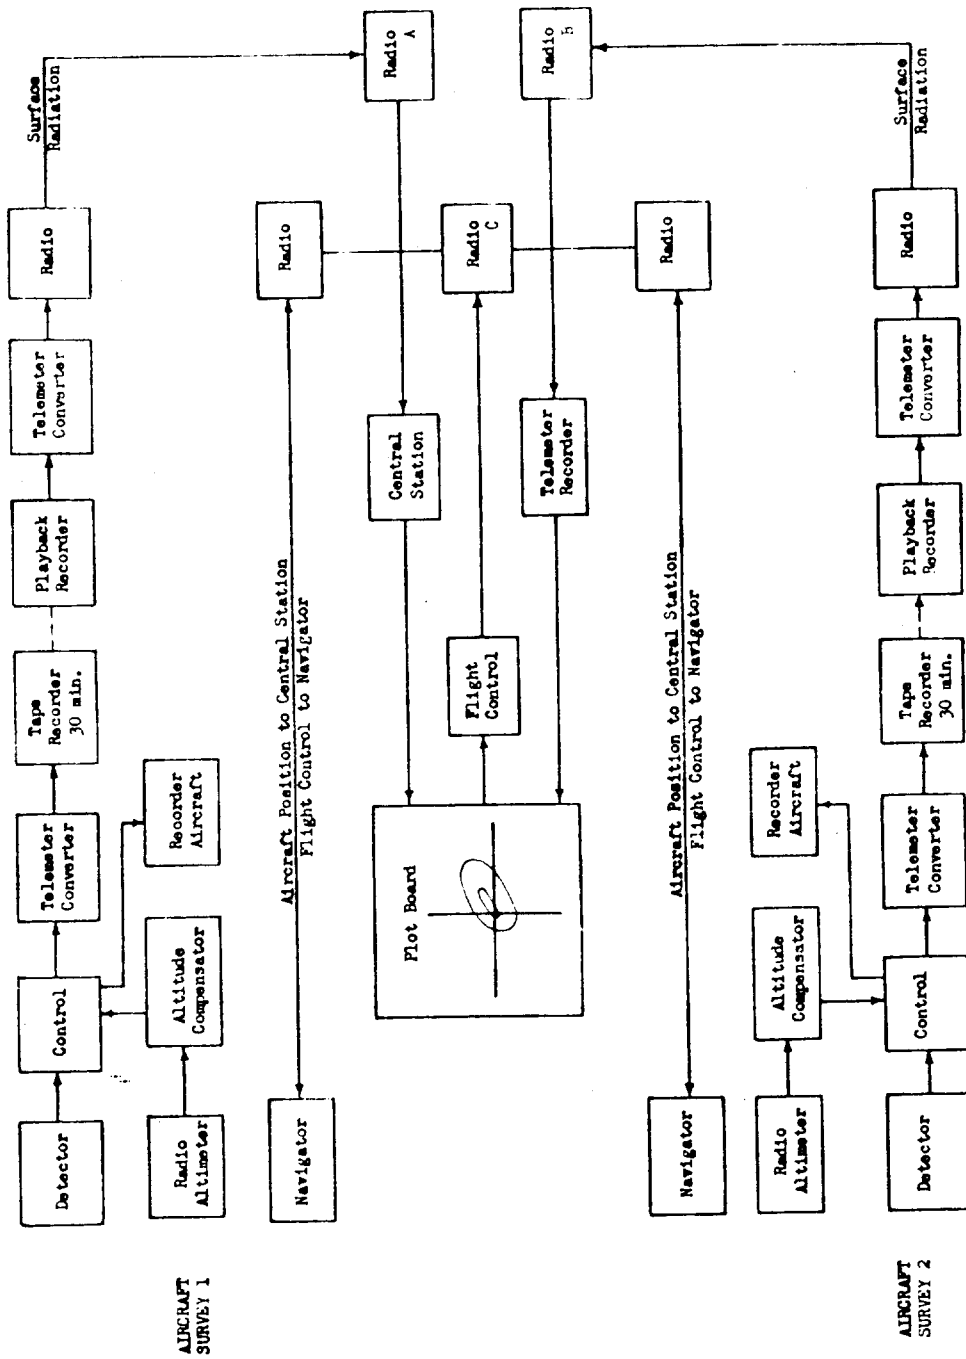 AIRCRAFT
SURVEY 1
Detector
Control
Telemeter
Converter
Tape
Recorder
30 min.
Playback
Recorder
Telemeter
Converter
Radio
Surface
Radiation
Radio
Altimeter
Altitude
Compensator
Recorder
Aircraft
Navigator
Aircraft Position to Central Station
Flight Control to Navigator
Radio
Radio
A
Central
Station
Plot Board
Flight
Control
Radio
C
Telemeter
Recorder
Radio
B
Navigator
Aircraft Position to Central Station
Flight Control to Navigator
Radio
Radio
Altimeter
Altitude
Compensator
Recorder
Aircraft
AIRCRAFT
SURVEY 2
Detector
Control
Telemeter
Converter
Tape
Recorder
30 min.
Playback
Recorder
Telemeter
Converter
Radio
Surface
Radiation